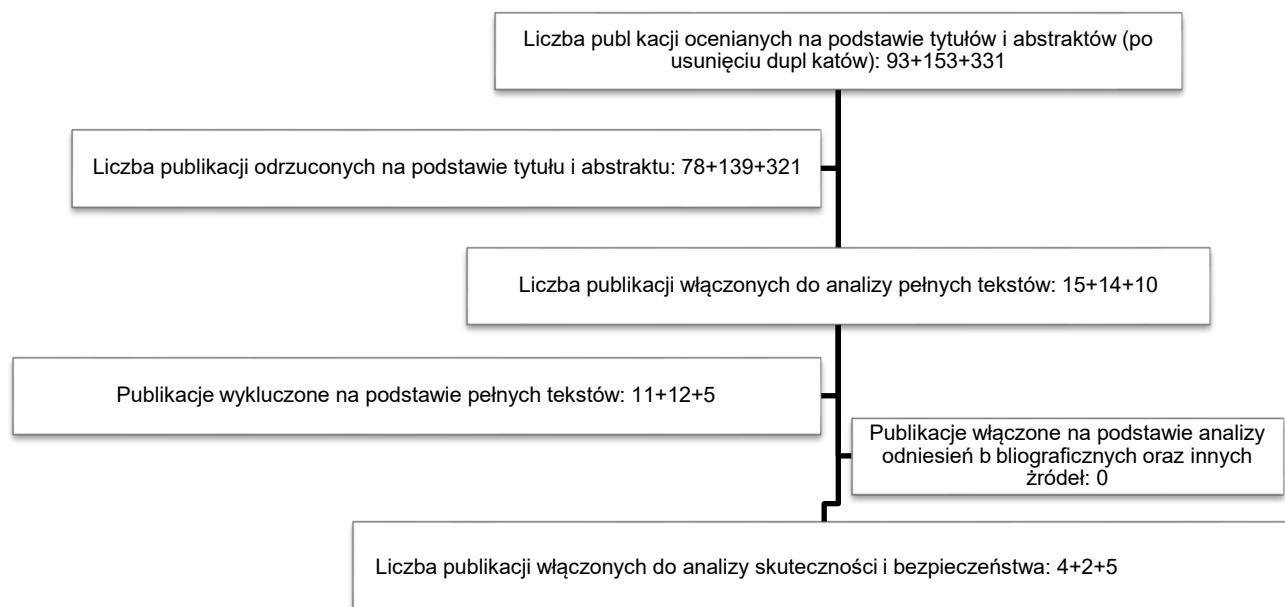 Liczba publ kacji ocenianych na podstawie tytułów i abstraktów (po
usunięciu dupl katów): 93+153+331
Liczba publikacji odrzuconych na podstawie tytułu i abstraktu: 78+139+321
Liczba publikacji włączonych do analizy pełnych tekstów: 15+14+10
Publikacje wykluczone na podstawie pełnych tekstów: 11+12+5
Publikacje włączone na podstawie analizy
odniesień b bliograficznych oraz innych
żródeł: 0
Liczba publikacji włączonych do analizy skuteczności i bezpieczeństwa: 4+2+5